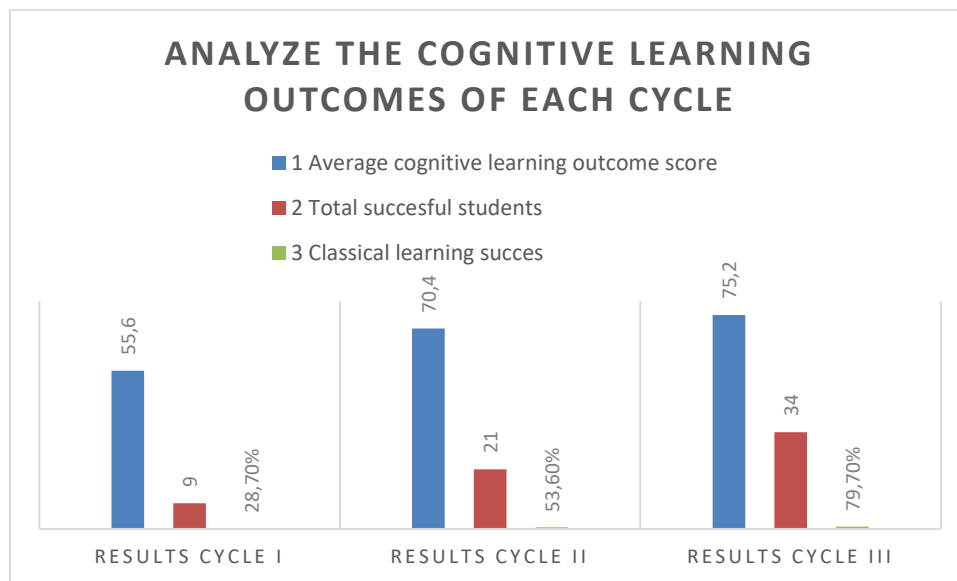 ANALYZE THE COGNITIVE LEARNING
OUTCOMES OF EACH CYCLE
1 Average cognitive learning outcome score
2 Total succesful students
3 Classical learning succes
55,6
9
28,70%
70,4
21
53,60%
75,2
34
79,70%
RESULTS CYCLE I
RESULTS CYCLE II
RESULTS CYCLE III